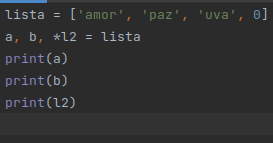 lista = ['amor', 'paz', 'uva', 0]
a, b, *l2 = lista
print(a)
print(b)
print(l2)